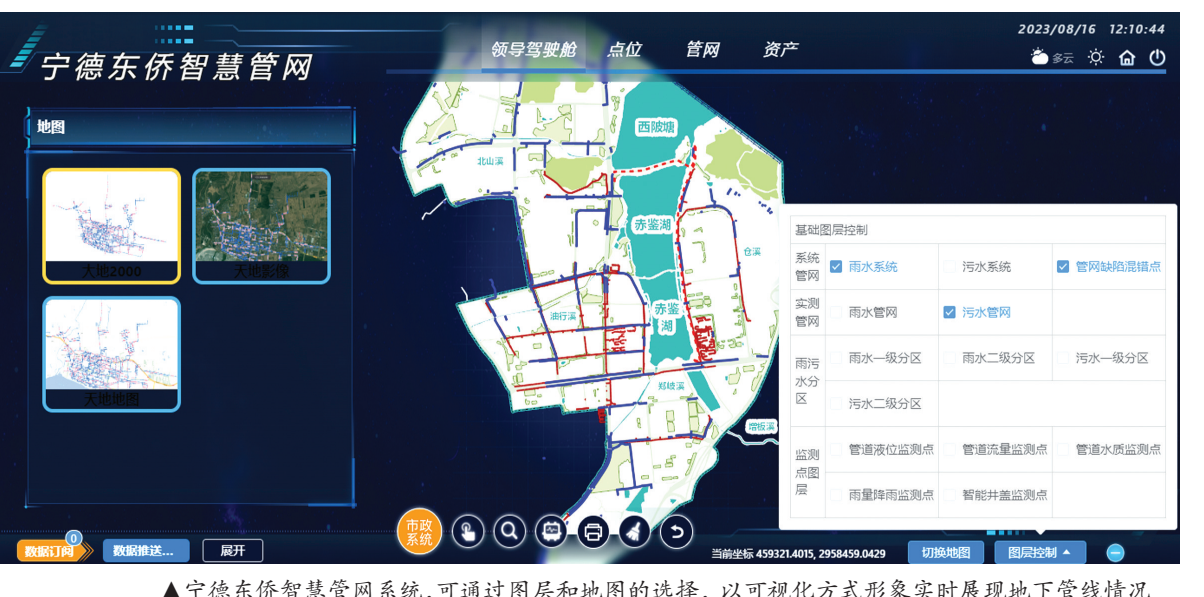 2023/08/16 12:10:44
宁德东侨智慧管网
领导驾驶舱 点位 管网 资产
多云
地图
大地2000
天地影像
天地地图
西陂塘
北山溪
赤鉴湖
仓溪
赤鉴
湖
油行溪
郑岐溪
增板溪
基础图层控制
系统
管网
雨水系统 污水系统 管网缺陷混错点
实测
管网
雨水管网 污水管网
雨污
水分
区
雨水一级分区 雨水二级分区 污水一级分区
污水二级分区
监测
点图
层
管道液位监测点 管道流量监测点 管道水质监测点
雨量降雨监测点 智能井盖监测点
市政
系统
0
数据订阅 数据推送... 展开
当前坐标 459321.4015, 2958459.0429 切换地图 图层控制
▲宁德东侨智慧管网系统,可通过图层和地图的选择,以可视化方式形象实时展现地下管线情况